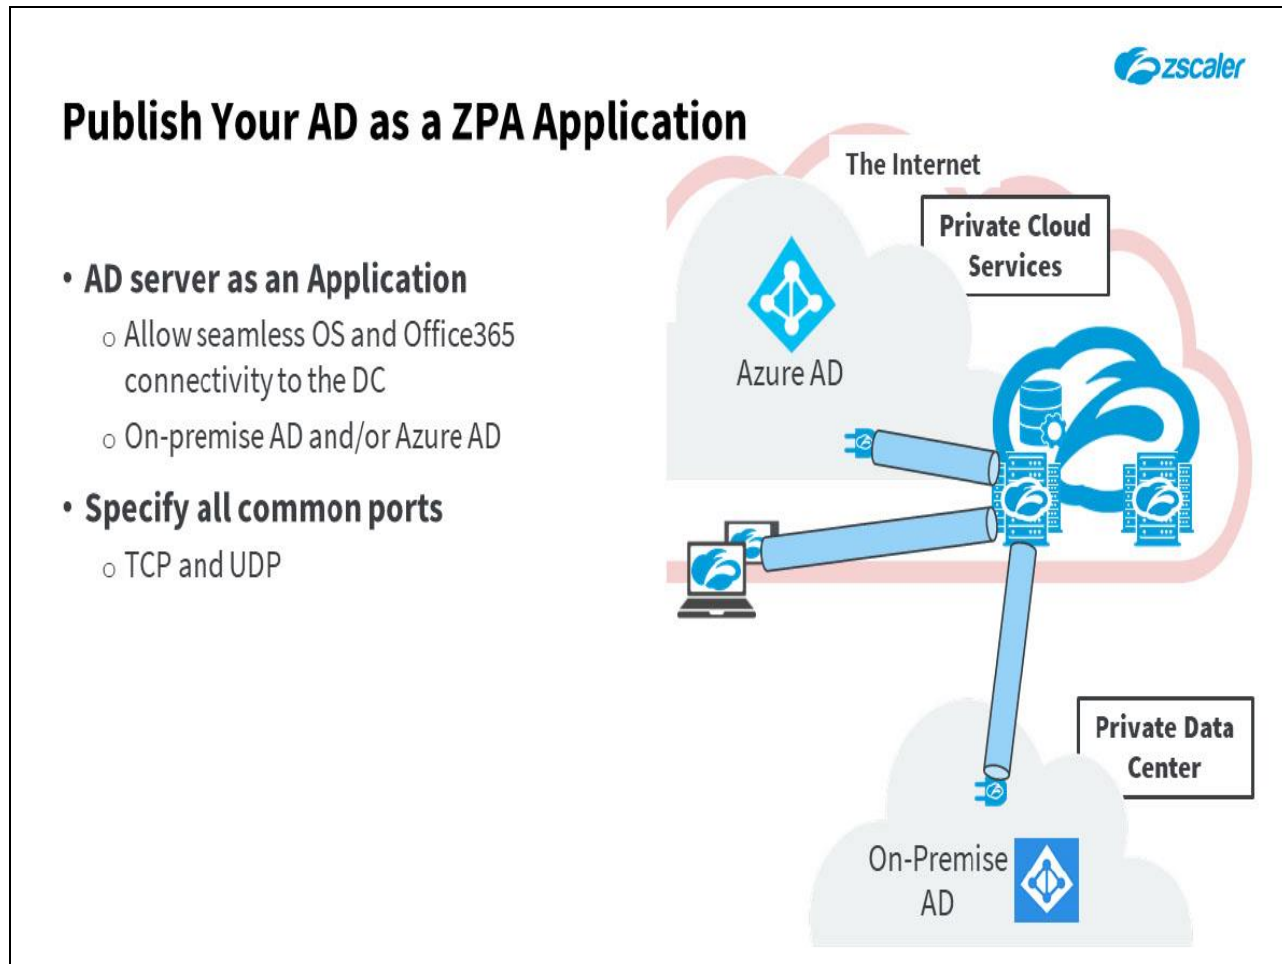 zscaler
Publish Your AD as a ZPA Application
• AD server as an Application
o Allow seamless OS and Office365
connectivity to the DC
o On-premise AD and/or Azure AD
• Specify all common ports
o TCP and UDP
The Internet
Private Cloud
Services
Azure AD
Private Data
Center
On-Premise
AD